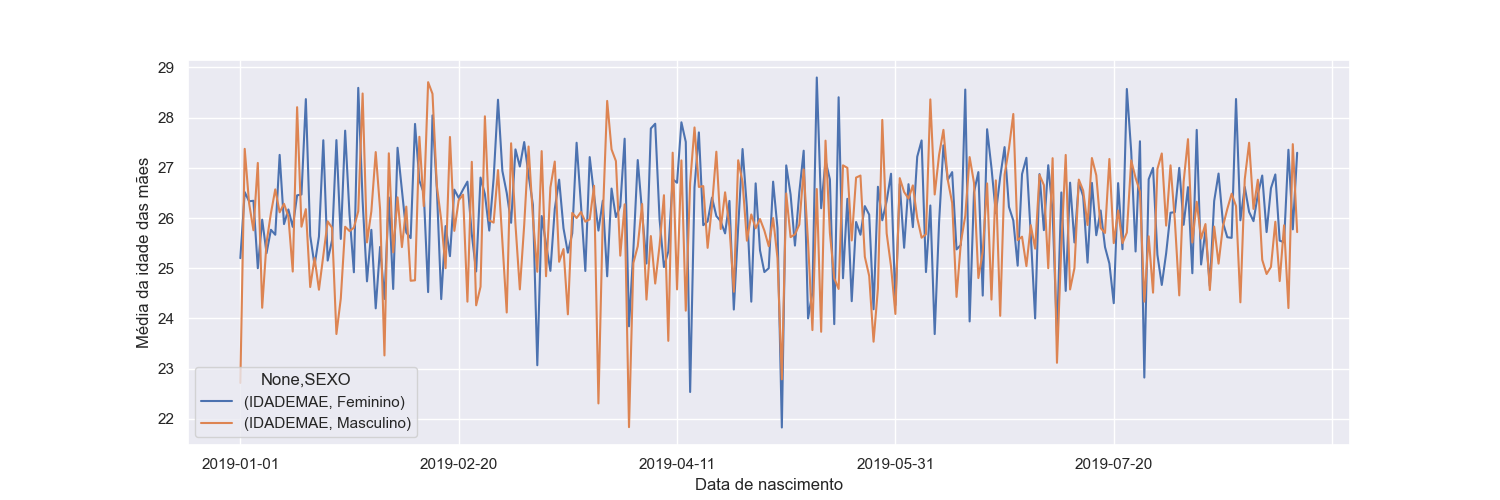 29
28
27
26
25
24
23
22
Média da idade das mães
None,SEXO
(IDADEMAE, Feminino)
(IDADEMAE, Masculino)
2019-01-01 2019-02-20 2019-04-11 2019-05-31 2019-07-20
Data de nascimento